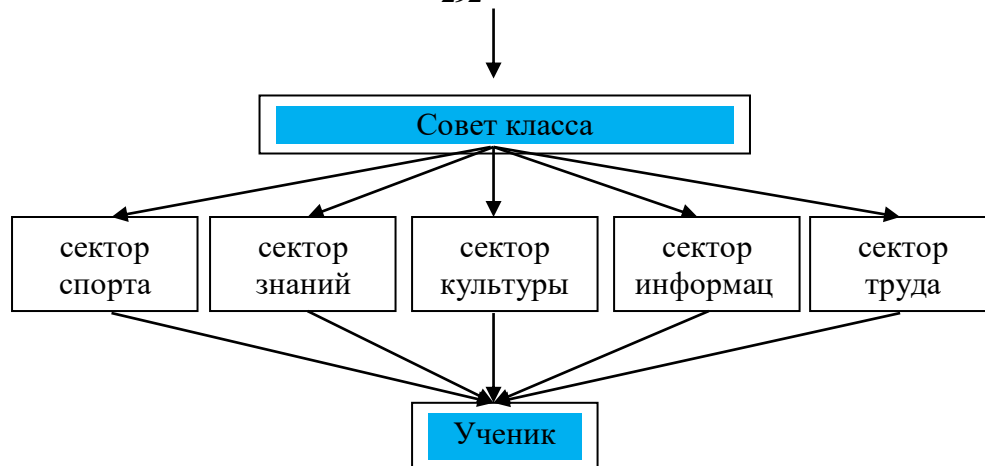 Совет класса
сектор
спорта
сектор
знаний
сектор
культуры
сектор
информац
сектор
труда
Ученик